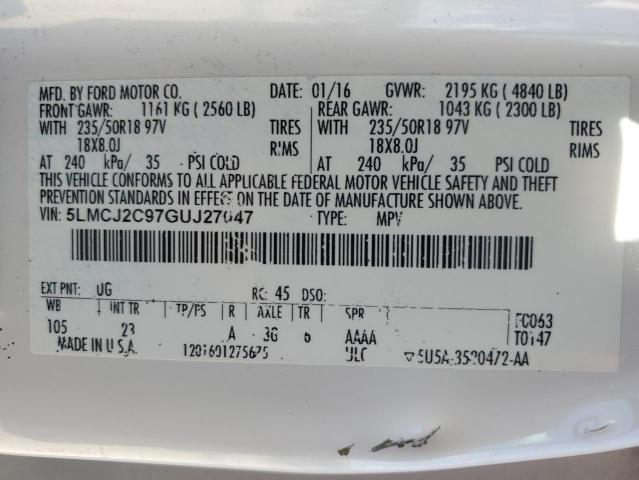 MFD. BY FORD MOTOR CO. DATE: 01/16 GVWR: 2195 KG ( 4840 LB)
FRONT GAWR: 1161 KG ( 2560 LB) REAR GAWR: 1043 KG ( 2300 LB)
WITH 235/50R18 97V TIRES WITH 235/50R18 97V TIRES
18X8.0J RIMS 18X8.0J RIMS
AT 240 kPa/ 35 PSI COLD AT 240 kPa/ 35 PSI COLD
THIS VEHICLE CONFORMS TO ALL APPLICABLE FEDERAL MOTOR VEHICLE SAFETY AND THEFT
PREVENTION STANDARDS IN EFFECT ON THE DATE OF MANUFACTURE SHOWN ABOVE.
VIN: 5LMCJ2C97GUJ27047 TYPE: MPV
EXT PNT: UG RC: 45 DSO:
WB INT TR TP/PS R AXLE TR SPR FC063
105 23 A 3G 6 AAAA T0147
MADE IN U.S.A. ULC